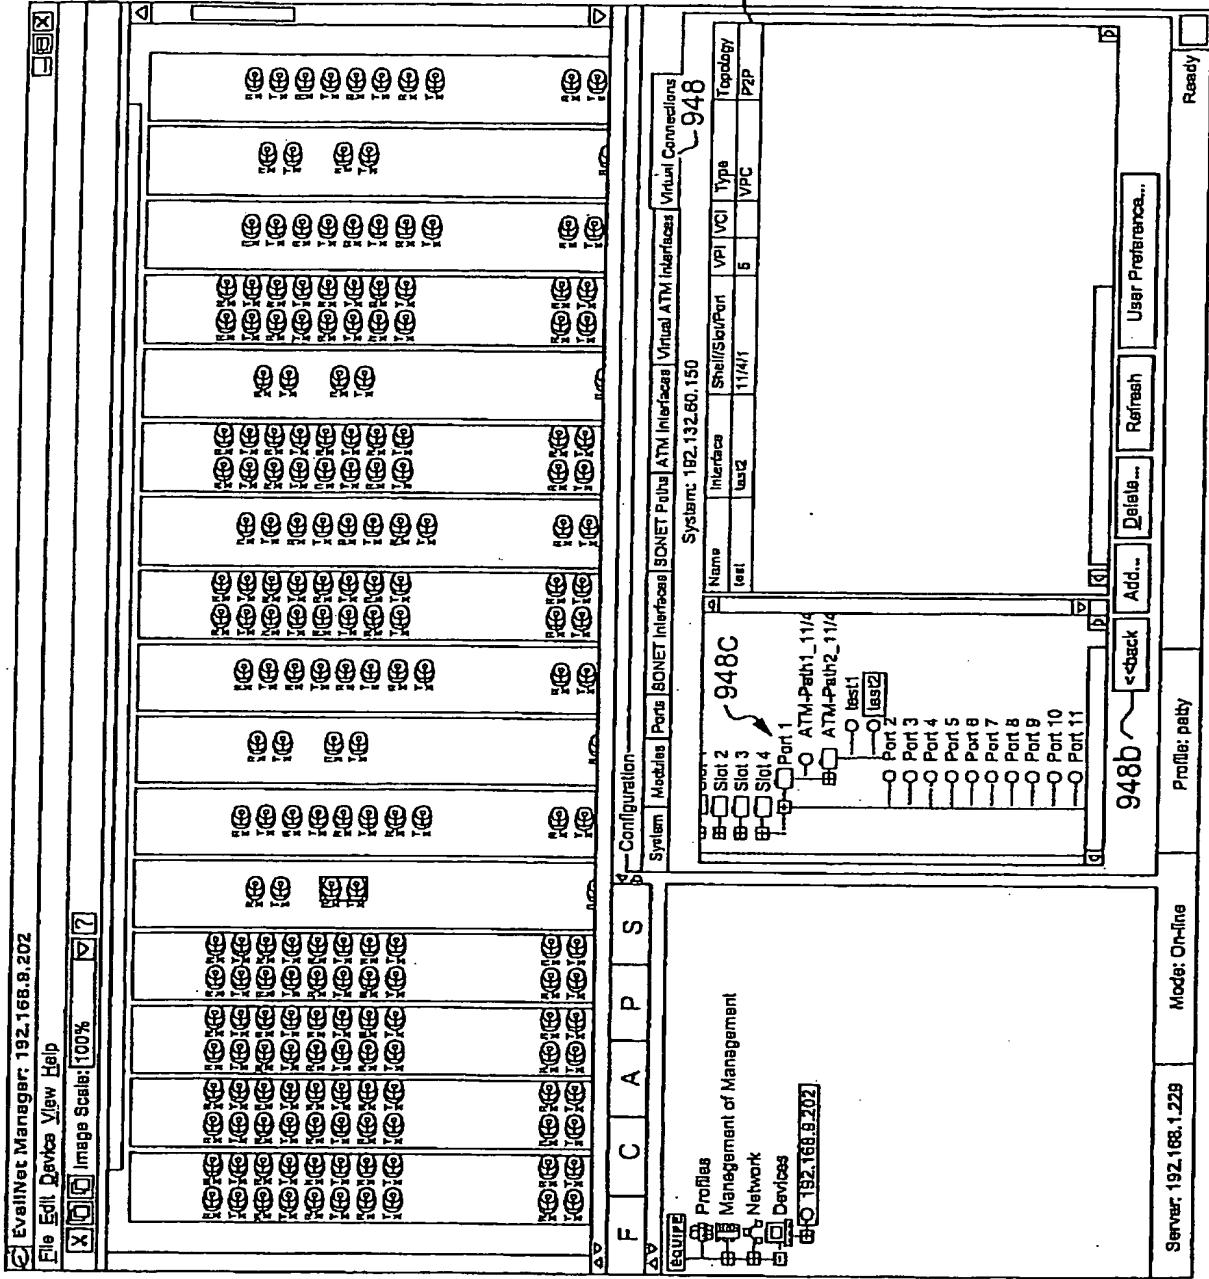 EvallNet Manager: 192.168.9.202
File Edit Device View Help
Image Scale: 100%
F C A P S
EQUIPE
Profiles
Management of Management
Network
Devices
192.168.9.202
Configuration
System Modules Ports SONET Interfaces SONET Paths ATM Interfaces Virtual ATM Interfaces Virtual Connections
948
System: 192.132.60.150
Slot 2
Slot 3
Slot 4
Port 1
948C
ATM-Path1_11/4
ATM-Path2_11/4
test1
test2
Port 2
Port 3
Port 4
Port 5
Port 6
Port 7
Port 8
Port 9
Port 10
Port 11
Name Interface Shelf/Slot/Port VPI VCI Type Topology
test test2 11/4/1 5 VPC P2P
948b
<<back Add... Delete... Refresh User Preference...
Server: 192.168.1.229 Mode: On-line Profile: patty Ready